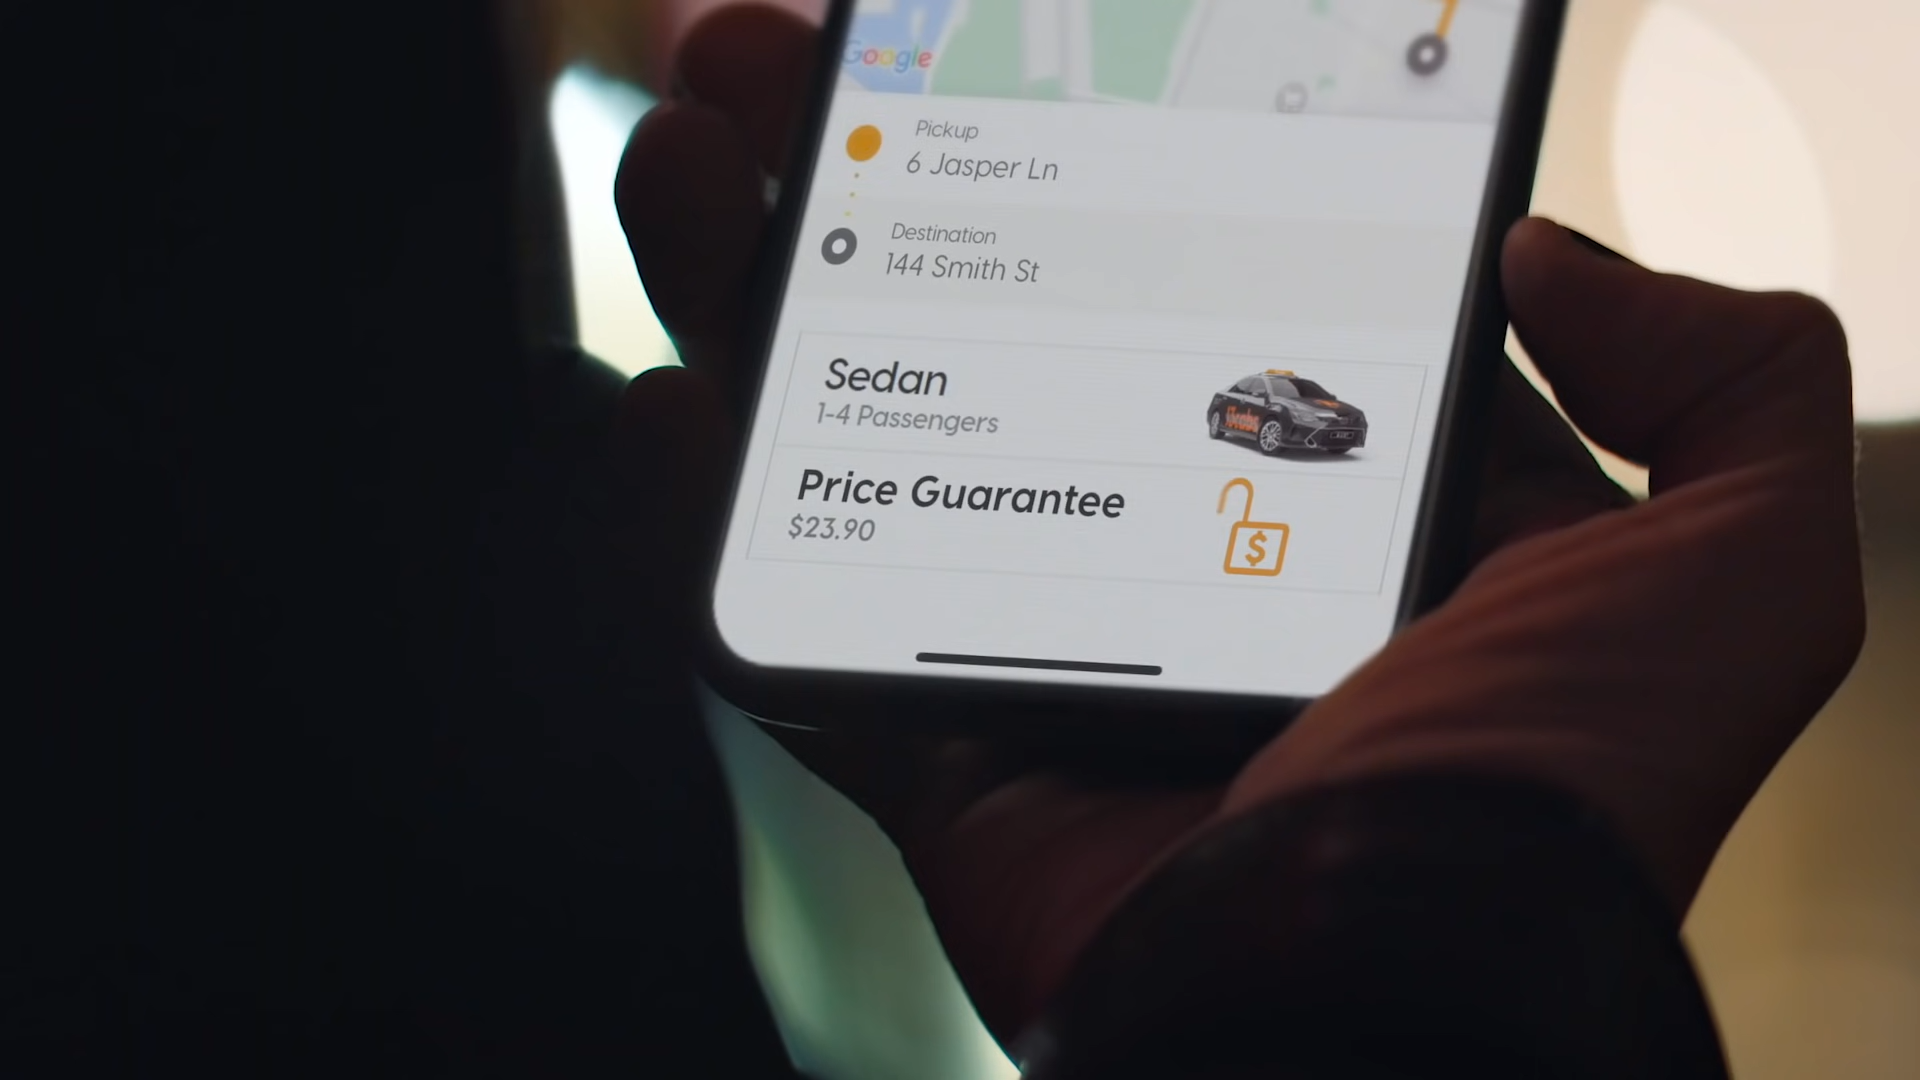 Google
Pickup
6 Jasper Ln
Destination
144 Smith St
Sedan
1-4 Passengers
Price Guarantee
$23.90
$